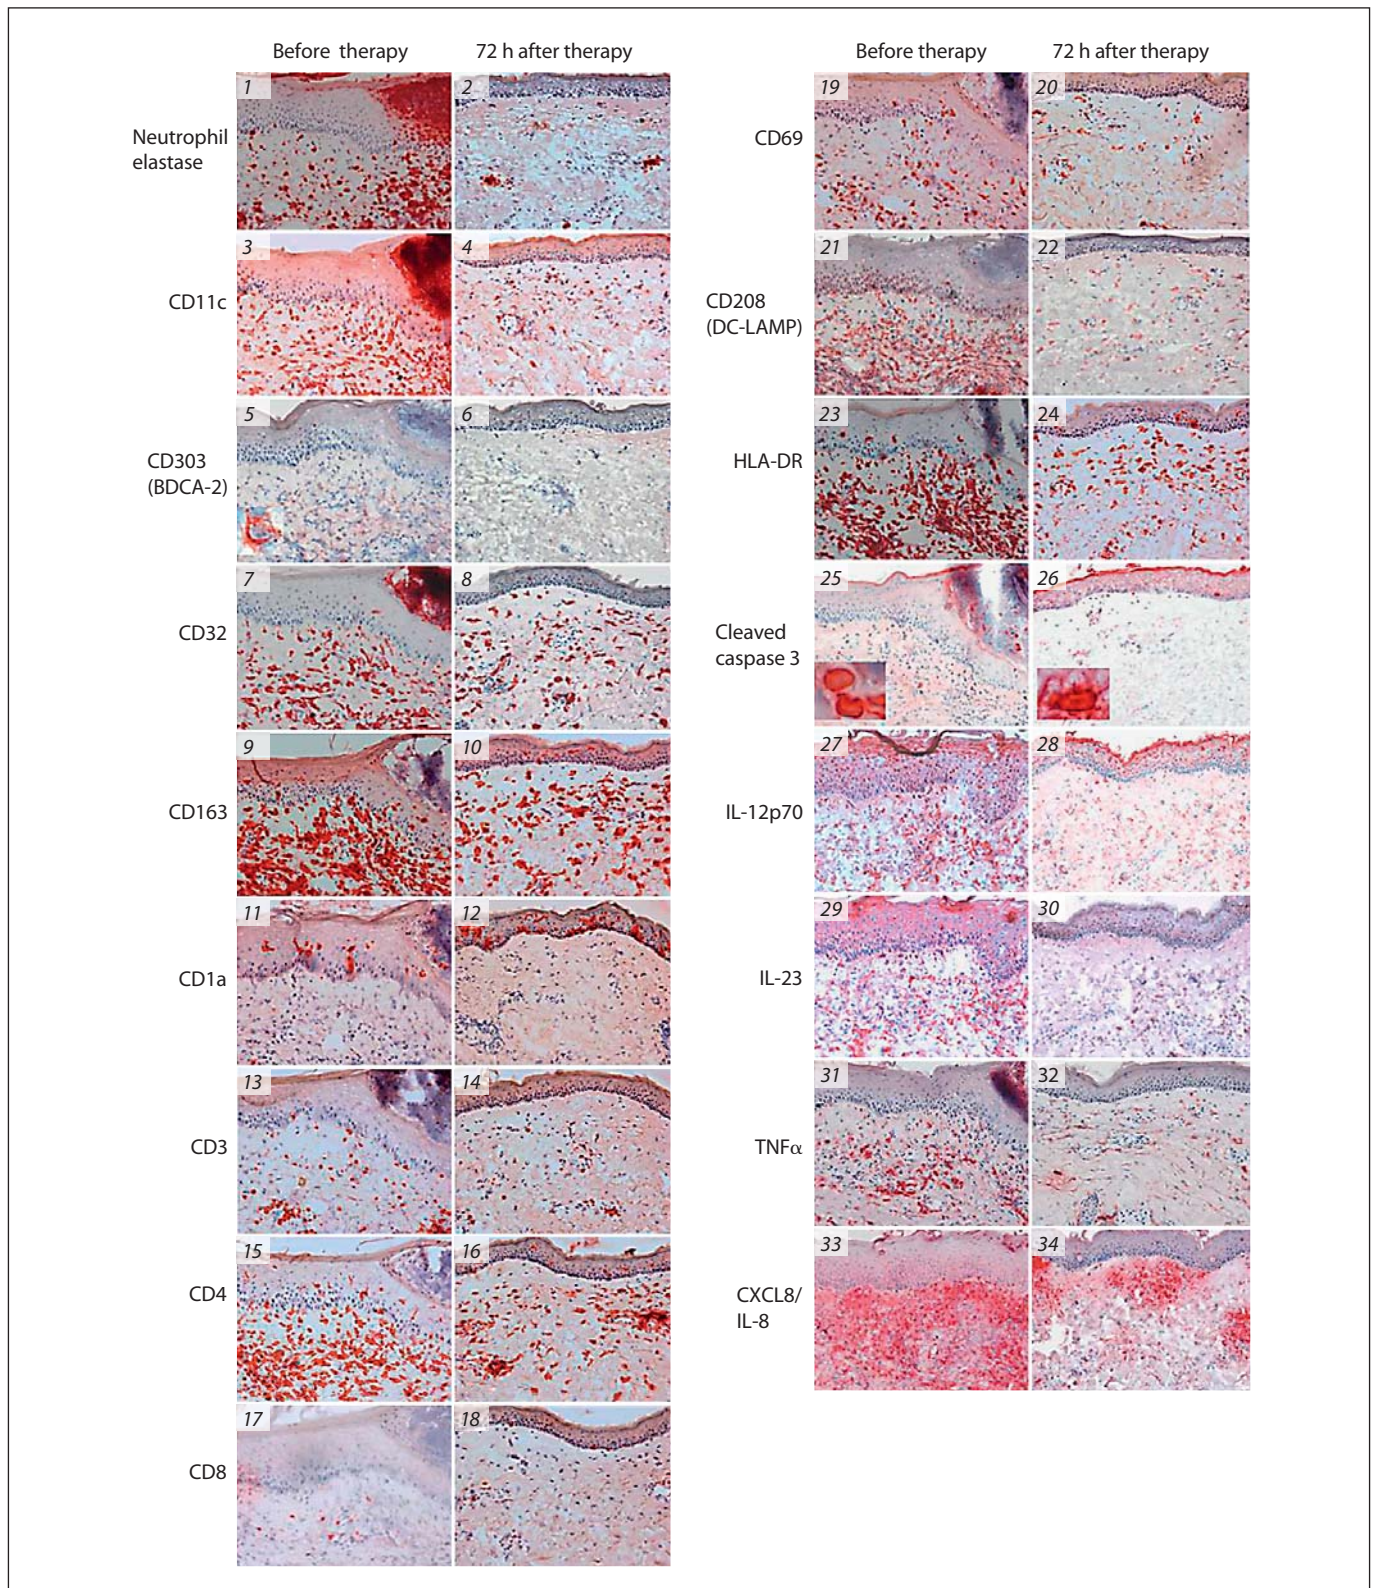 Before therapy 72 h after therapy
Neutrophil
elastase
1 2
CD11c
3 4
CD303
(BDCA-2)
5 6
CD32
7 8
CD163
9 10
CD1a
11 12
CD3
13 14
CD4
15 16
CD8
17 18
Before therapy 72 h after therapy
CD69
19 20
CD208
(DC-LAMP)
21 22
HLA-DR
23 24
Cleaved
caspase 3
25 26
IL-12p70
27 28
IL-23
29 30
TNFα
31 32
CXCL8/
IL-8
33 34